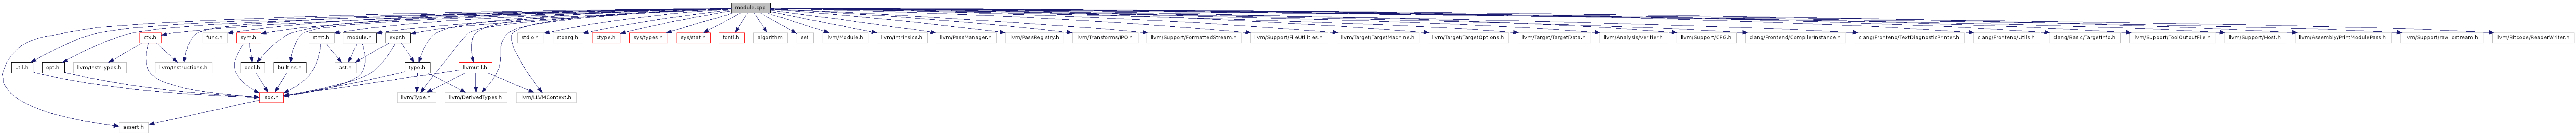 module.cpp
ctx.h
func.h
sym.h
stmt.h
module.h
expr.h
stdio.h
stdarg.h
ctype.h
sys/types.h
sys/stat.h
fcntl.h
algorithm
set
llvm/Module.h
llvm/Intrinsics.h
llvm/PassManager.h
llvm/PassRegistry.h
llvm/Transforms/IPO.h
llvm/Support/FormattedStream.h
llvm/Support/FileUtilities.h
llvm/Target/TargetMachine.h
llvm/Target/TargetOptions.h
llvm/Target/TargetData.h
llvm/Analysis/Verifier.h
llvm/Support/CFG.h
clang/Frontend/CompilerInstance.h
clang/Frontend/TextDiagnosticPrinter.h
clang/Frontend/Utils.h
clang/Basic/TargetInfo.h
llvm/Support/ToolOutputFile.h
llvm/Support/Host.h
llvm/Assembly/PrintModulePass.h
llvm/Support/raw_ostream.h
llvm/Bitcode/ReaderWriter.h
util.h
opt.h
llvm/InstrTypes.h
llvm/Instructions.h
decl.h
builtins.h
ast.h
type.h
llvmutil.h
ispc.h
llvm/Type.h
llvm/DerivedTypes.h
llvm/LLVMContext.h
assert.h